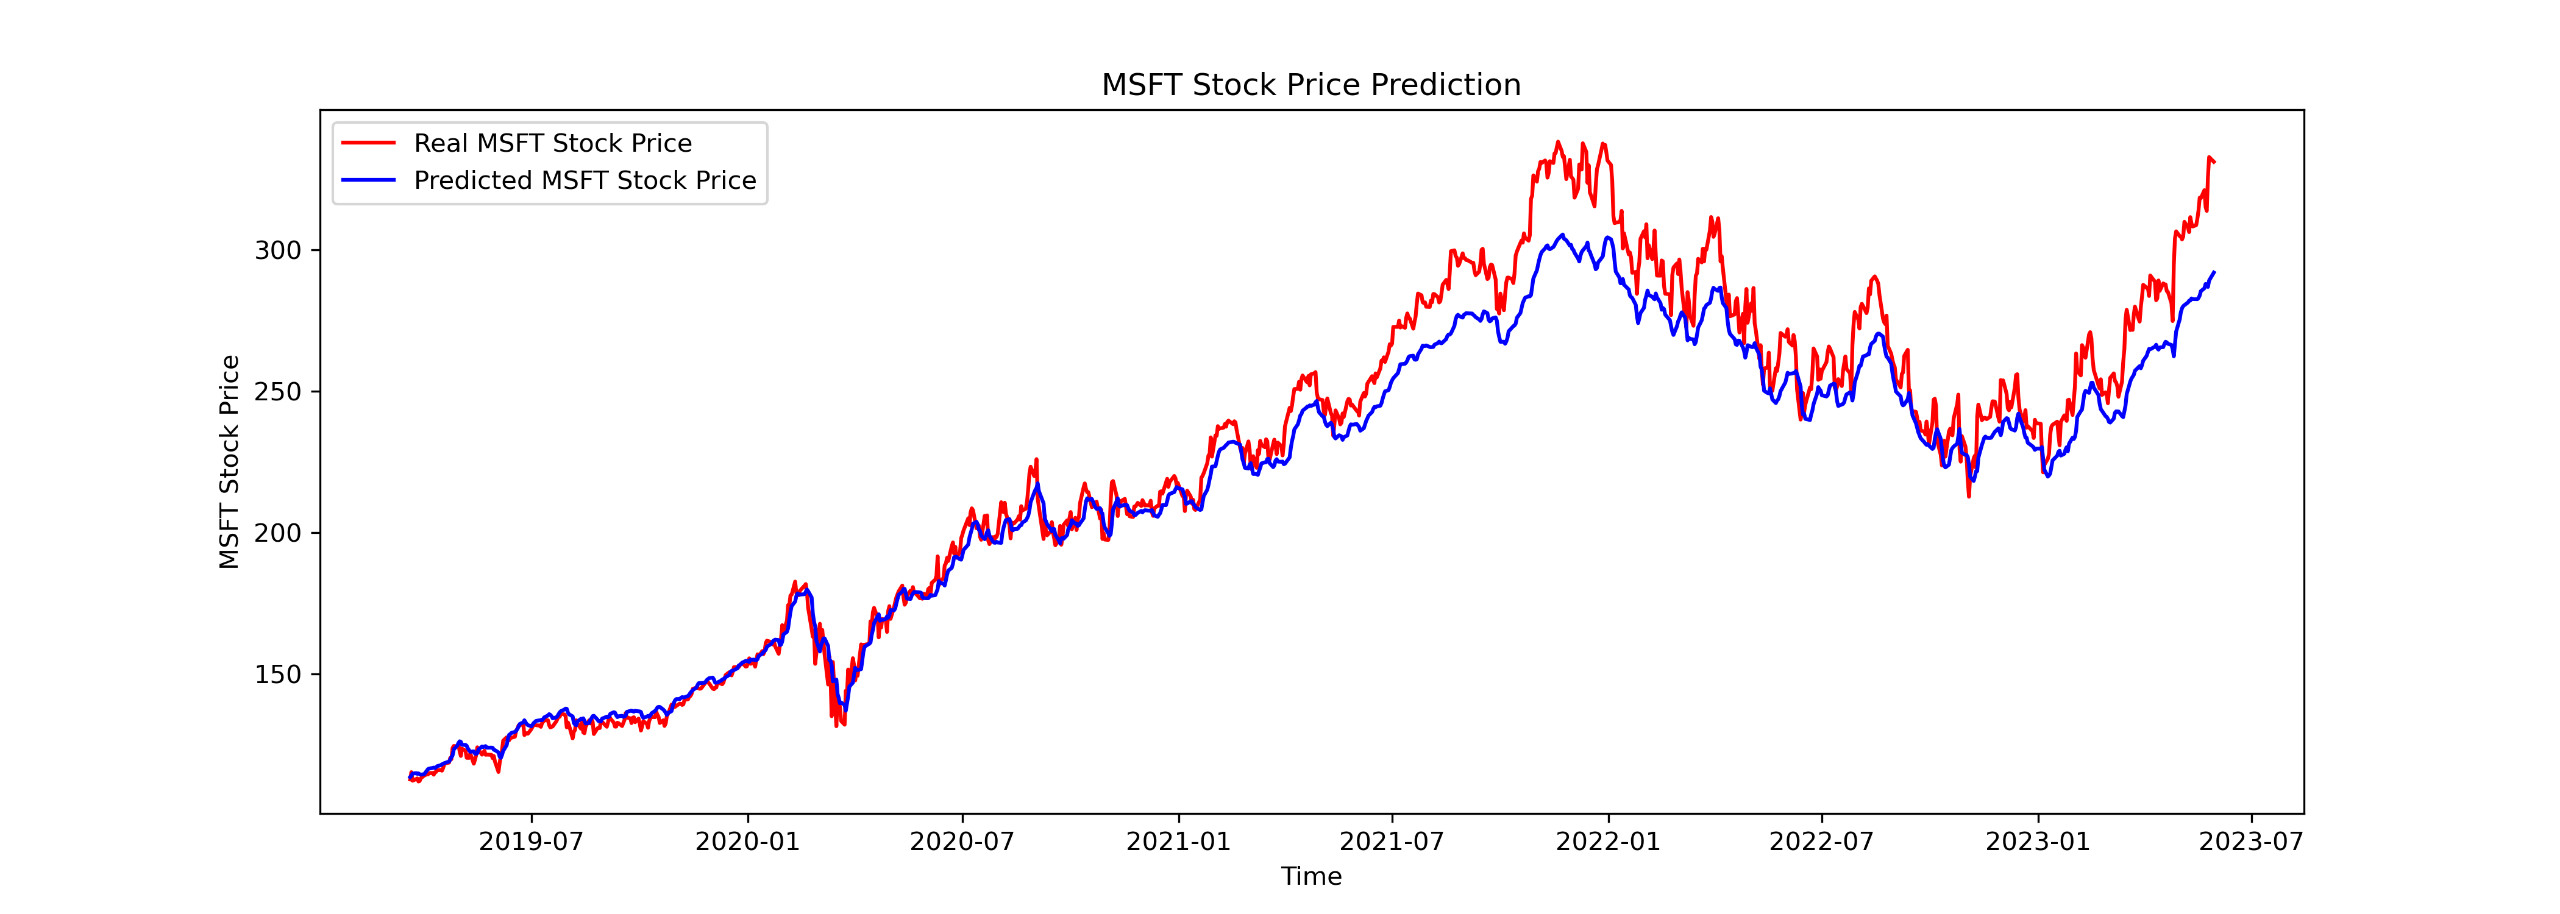 MSFT Stock Price Prediction
Real MSFT Stock Price
Predicted MSFT Stock Price
MSFT Stock Price
300
250
200
150
2019-07
2020-01
2020-07
2021-01
2021-07
2022-01
2022-07
2023-01
2023-07
Time